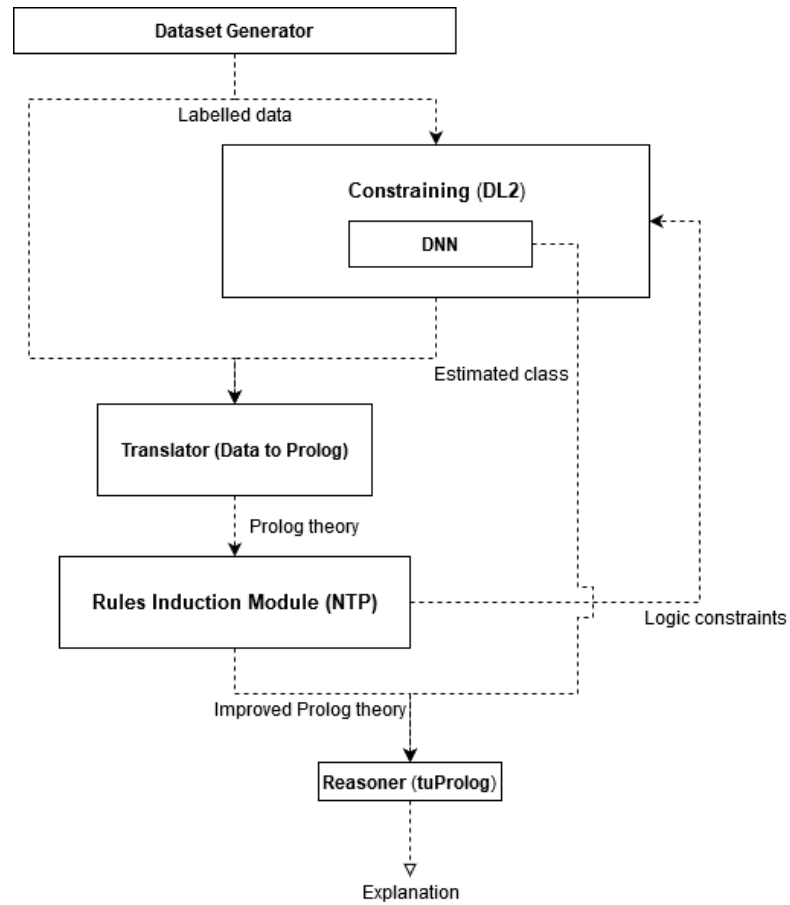 Dataset Generator
Labelled data
Constraining (DL2)
DNN
Estimated class
Translator (Data to Prolog)
Prolog theory
Rules Induction Module (NTP)
Logic constraints
Improved Prolog theory
Reasoner (tuProlog)
Explanation